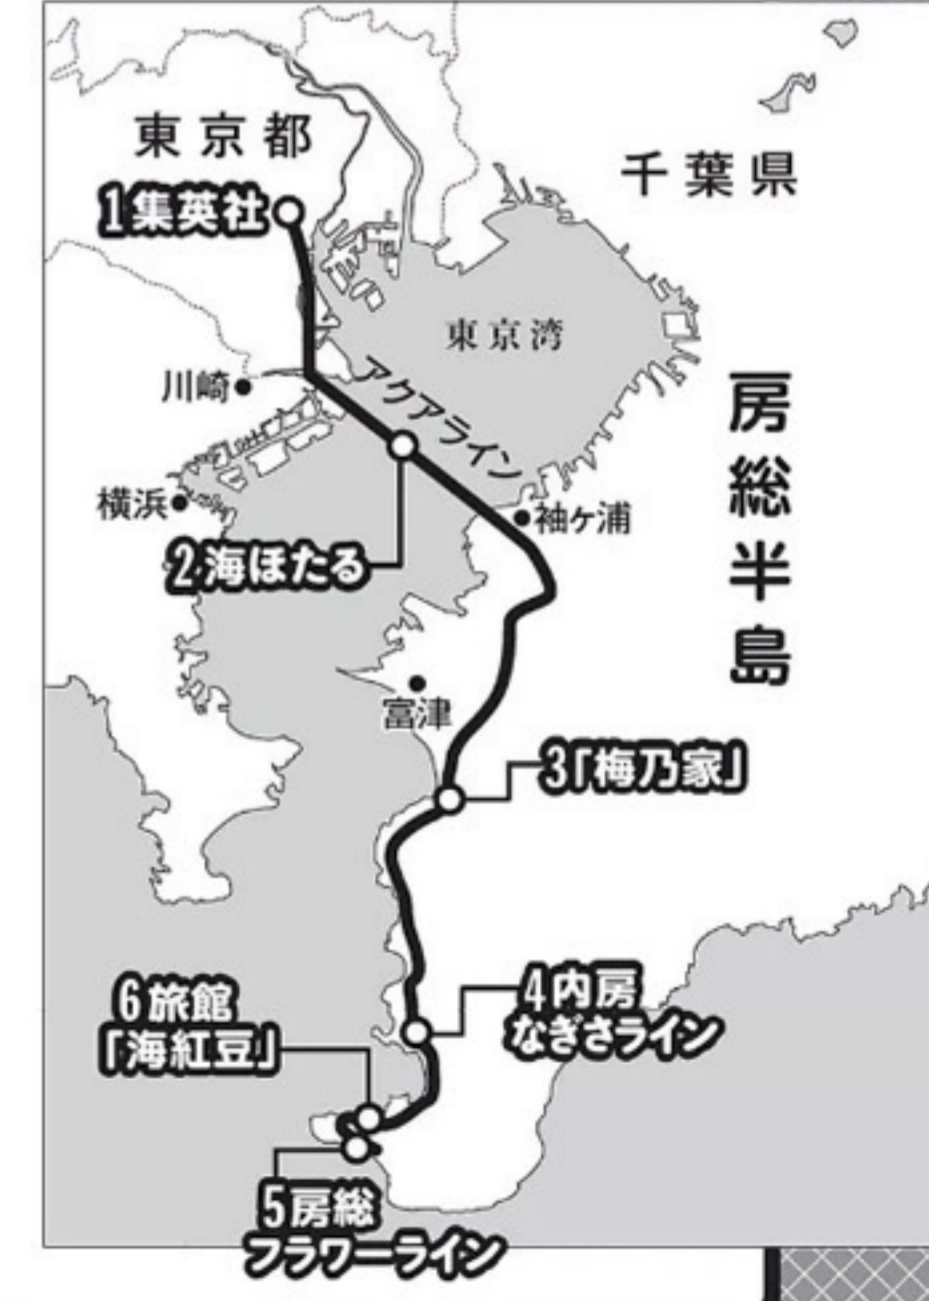 東京都
千葉県
1集英社
東京湾
アクアライン
川崎
房総半島
横浜
袖ヶ浦
2海ほたる
富津
3「梅乃家」
4内房
なぎさライン
6旅館
「海紅豆」
5房総
フラワーライン